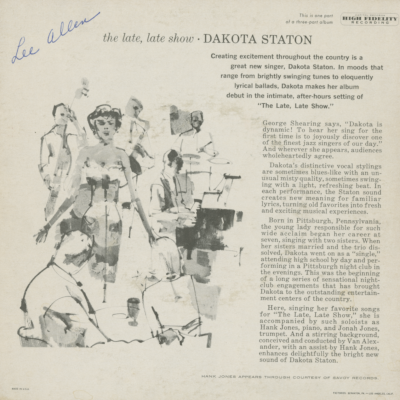 Lee Allen
the late, late show · DAKOTA STATON
This is one part
of a three-part album
HIGH FIDELITY
RECORDING
Creating excitement throughout the country is a
great new singer, Dakota Staton. In moods that
range from brightly swinging tunes to eloquently
lyrical ballads, Dakota makes her album
debut in the intimate, after-hours setting of
"The Late, Late Show."
George Shearing says, "Dakota is
dynamic! To hear her sing for the
first time is to joyously discover one
of the finest jazz singers of our day."
And wherever she appears, audiences
wholeheartedly agree.
Dakota's distinctive vocal stylings
are sometimes blues-like with an un-
usual misty quality, sometimes swing-
ing with a light, refreshing beat. In
each performance, the Staton sound
creates new meaning for familiar
lyrics, turning old favorites into fresh
and exciting musical experiences.
Born in Pittsburgh, Pennsylvania,
the young lady responsible for such
wide acclaim began her career at
seven, singing with two sisters. When
her sisters married and the trio dis-
solved, Dakota went on as a "single,"
attending high school by day and per-
forming in a Pittsburgh night club in
the evenings. This was the beginning
of a long series of sensational night-
club engagements that has brought
Dakota to the outstanding entertain-
ment centers of the country.
Here, singing her favorite songs
for "The Late, Late Show," she is
accompanied by such soloists as
Hank Jones, piano, and Jonah Jones,
trumpet. And a stirring background,
conceived and conducted by Van Alex-
ander, with an assist by Hank Jones,
enhances delightfully the bright new
sound of Dakota Staton.
HANK JONES APPEARS THROUGH COURTESY OF SAVOY RECORDS.